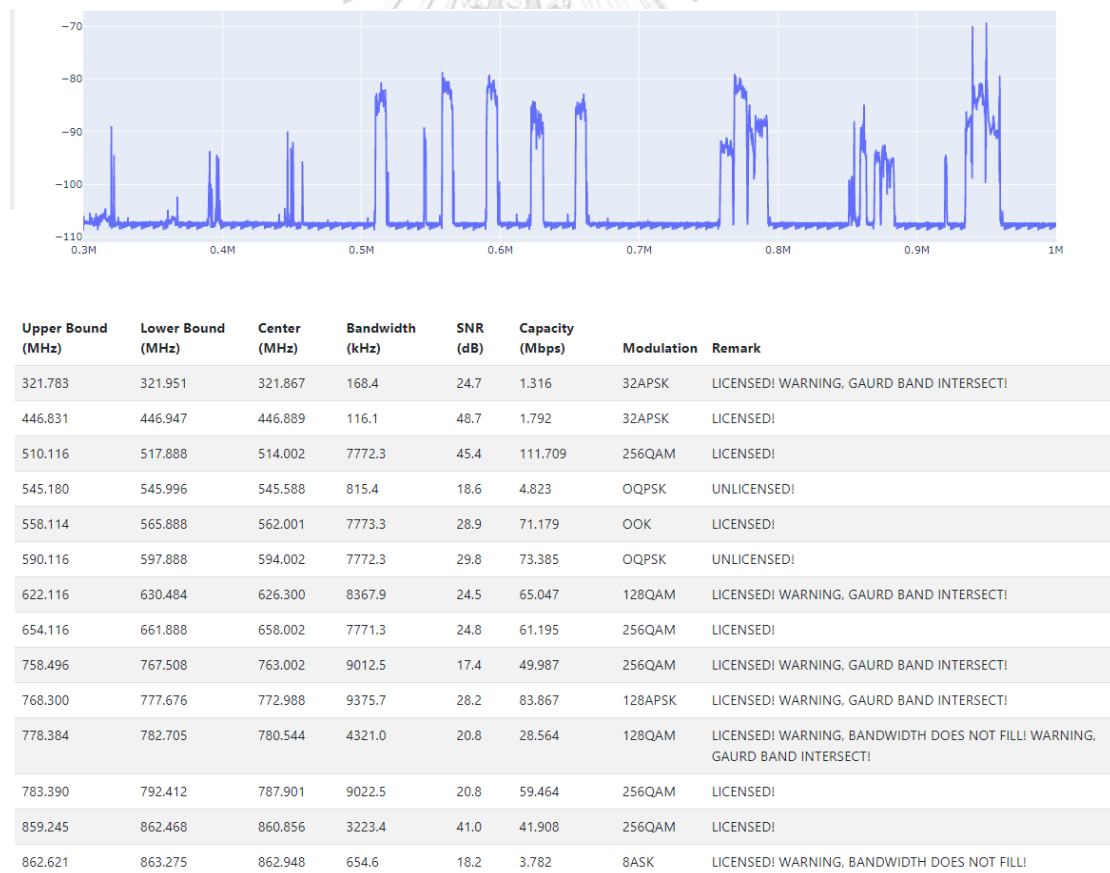 −70
−80
−90
−100
−110
0.3M 0.4M 0.5M 0.6M 0.7M 0.8M 0.9M 1M
Upper Bound (MHz) Lower Bound (MHz) Center (MHz) Bandwidth (kHz) SNR (dB) Capacity (Mbps) Modulation Remark
321.783 321.951 321.867 168.4 24.7 1.316 32APSK LICENSED! WARNING, GAURD BAND INTERSECT!
446.831 446.947 446.889 116.1 48.7 1.792 32APSK LICENSED!
510.116 517.888 514.002 7772.3 45.4 111.709 256QAM LICENSED!
545.180 545.996 545.588 815.4 18.6 4.823 OQPSK UNLICENSED!
558.114 565.888 562.001 7773.3 28.9 71.179 OOK LICENSED!
590.116 597.888 594.002 7772.3 29.8 73.385 OQPSK UNLICENSED!
622.116 630.484 626.300 8367.9 24.5 65.047 128QAM LICENSED! WARNING, GAURD BAND INTERSECT!
654.116 661.888 658.002 7771.3 24.8 61.195 256QAM LICENSED!
758.496 767.508 763.002 9012.5 17.4 49.987 256QAM LICENSED! WARNING, GAURD BAND INTERSECT!
768.300 777.676 772.988 9375.7 28.2 83.867 128APSK LICENSED! WARNING, GAURD BAND INTERSECT!
778.384 782.705 780.544 4321.0 20.8 28.564 128QAM LICENSED! WARNING, BANDWIDTH DOES NOT FILL! WARNING,
GAURD BAND INTERSECT!
783.390 792.412 787.901 9022.5 20.8 59.464 256QAM LICENSED!
859.245 862.468 860.856 3223.4 41.0 41.908 256QAM LICENSED!
862.621 863.275 862.948 654.6 18.2 3.782 8ASK LICENSED! WARNING, BANDWIDTH DOES NOT FILL!